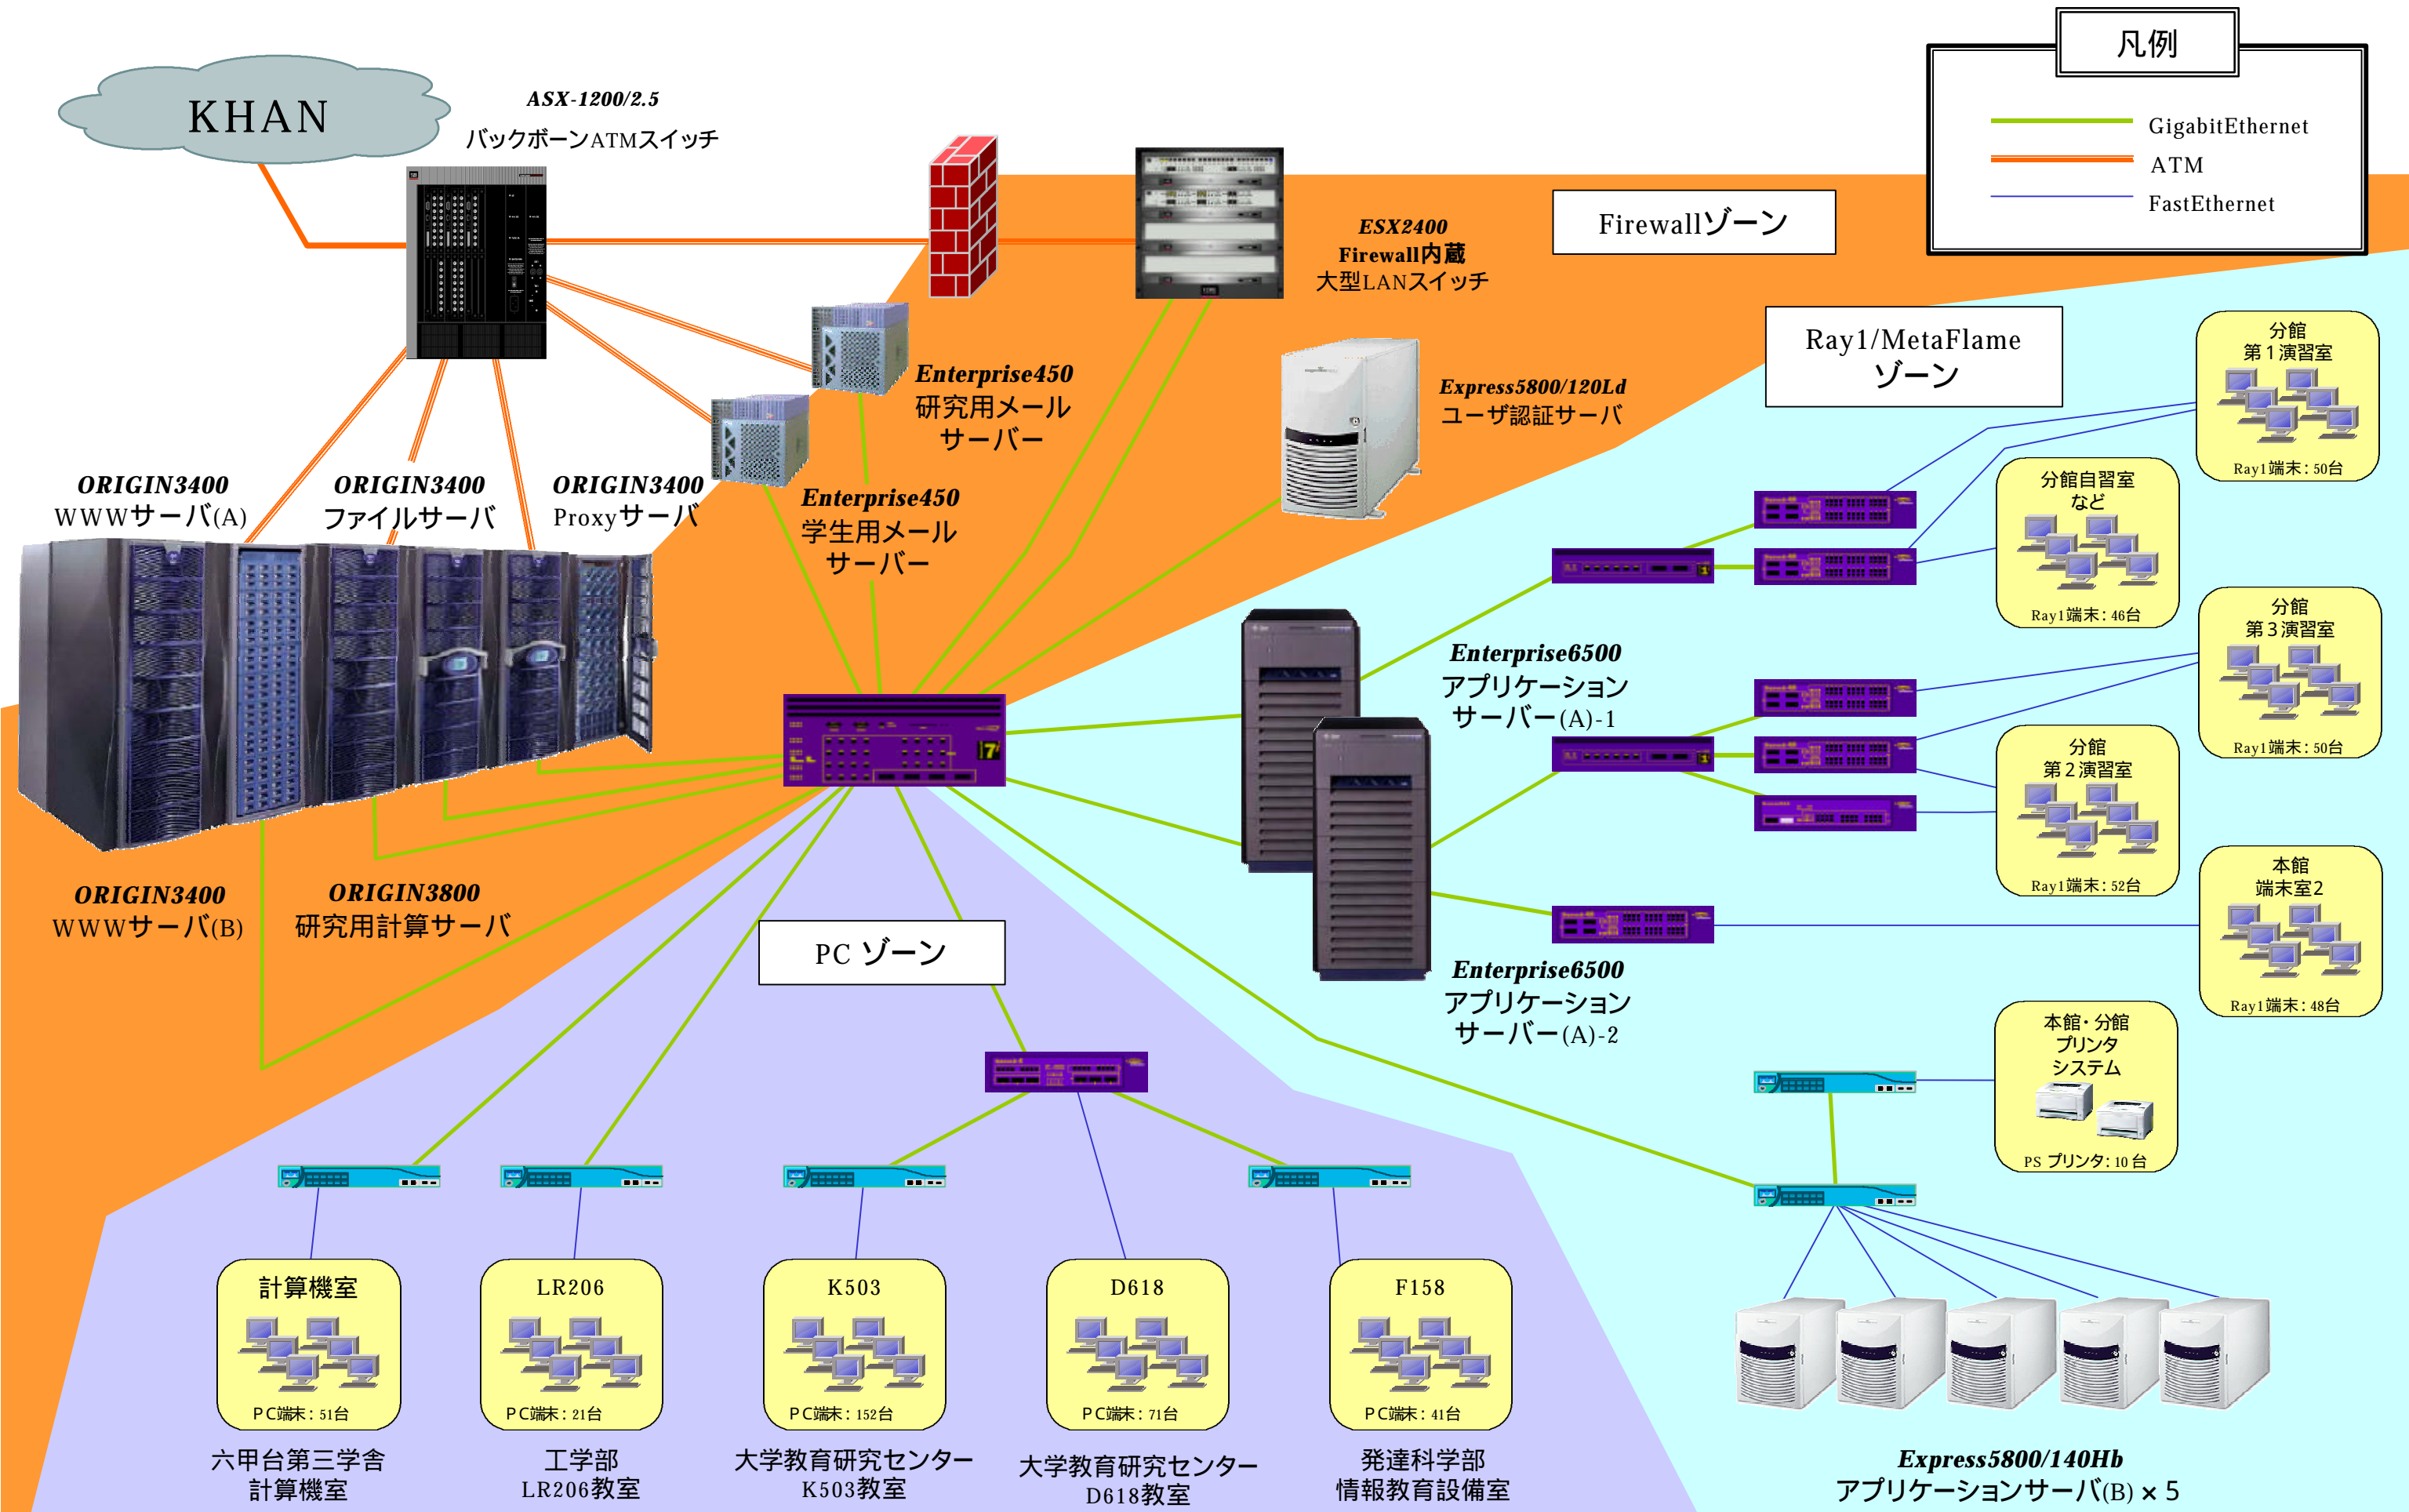 凡例
GigabitEthernet
ATM
FastEthernet
KHAN
ASX-1200/2.5
バックボーンATMスイッチ
ESX2400
Firewall内蔵
大型LANスイッチ
Firewallゾーン
Ray1/MetaFlame
ゾーン
Enterprise450
研究用メール
サーバー
Enterprise450
学生用メール
サーバー
Express5800/120Ld
ユーザ認証サーバ
ORIGIN3400
WWWサーバ(A)
ORIGIN3400
ファイルサーバ
ORIGIN3400
Proxyサーバ
ORIGIN3400
WWWサーバ(B)
ORIGIN3800
研究用計算サーバ
7
Enterprise6500
アプリケーション
サーバー(A)-1
Enterprise6500
アプリケーション
サーバー(A)-2
分館
第1演習室
Ray1端末：50台
分館自習室
など
Ray1端末：46台
分館
第3演習室
Ray1端末：50台
分館
第2演習室
Ray1端末：52台
本館
端末室2
Ray1端末：48台
本館・分館
プリンタ
システム
PS プリンタ：10台
PC ゾーン
計算機室
PC端末：51台
六甲台第三学舎
計算機室
LR206
PC端末：21台
工学部
LR206教室
K503
PC端末：152台
大学教育研究センター
K503教室
D618
PC端末：71台
大学教育研究センター
D618教室
F158
PC端末：41台
発達科学部
情報教育設備室
Express5800/140Hb
アプリケーションサーバ(B) × 5